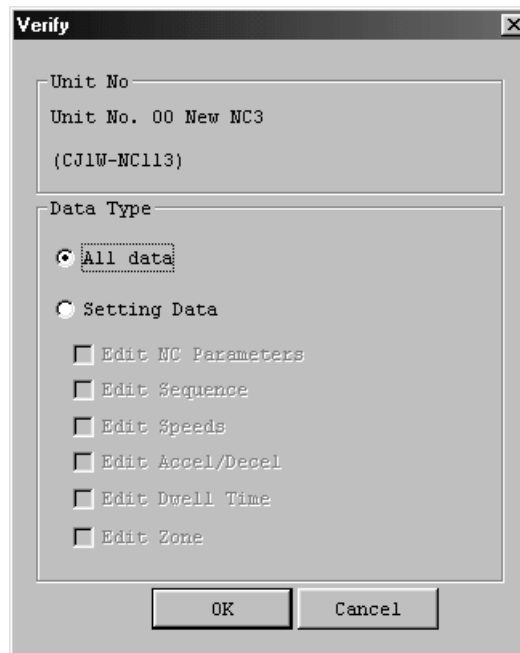 Verify
Unit No
Unit No. 00 New NC3
(CJ1W-NC113)
Data Type
All data
Setting Data
Edit NC Parameters
Edit Sequence
Edit Speeds
Edit Accel/Decel
Edit Dwell Time
Edit Zone
OK
Cancel